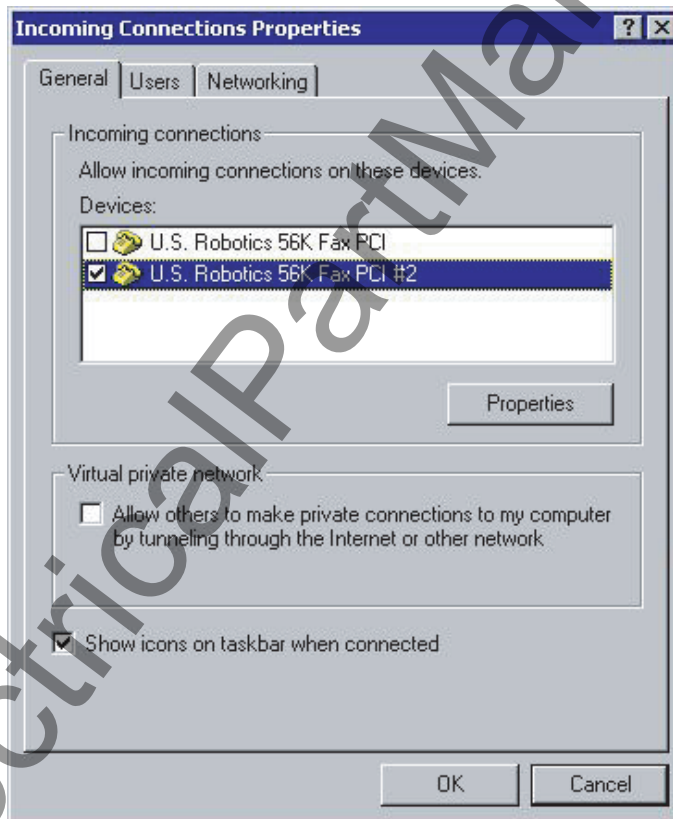 Incoming Connections Properties
General
Users
Networking
Incoming connections
Allow incoming connections on these devices.
Devices:
U.S. Robotics 56K Fax PCI
U.S. Robotics 56K Fax PCI #2
Properties
Virtual private network
Allow others to make private connections to my computer
by tunneling through the Internet or other network
Show icons on taskbar when connected
OK
Cancel
ctricalPartMa